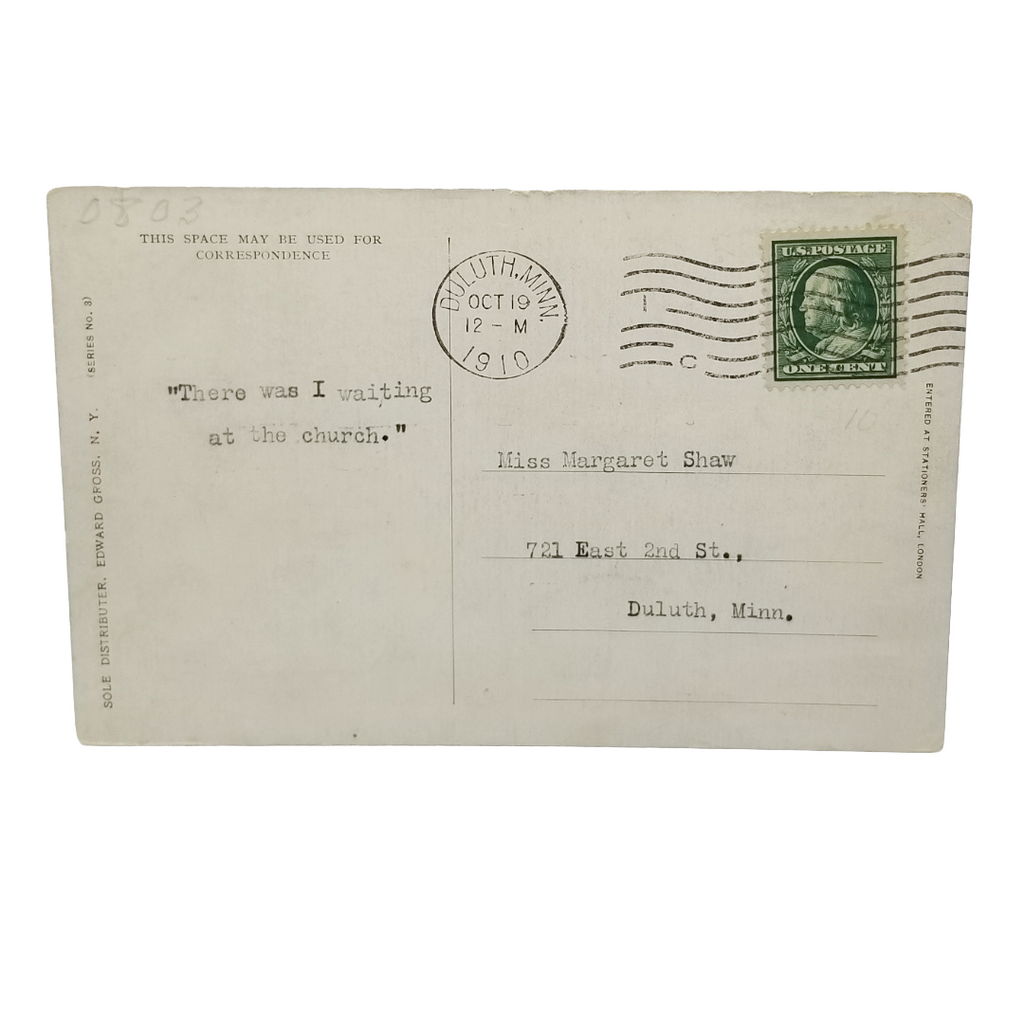 0803
THIS SPACE MAY BE USED FOR
CORRESPONDENCE
(SERIES No. 3)
SOLE DISTRIBUTER, EDWARD GROSS, N. Y.
"There was I waiting
at the church."
DULUTH, MINN.
OCT 19
12 - M
1910
1
C
U.S. POSTAGE
ONE CENT
10
Miss Margaret Shaw
721 East 2nd St.,
Duluth, Minn.
ENTERED AT STATIONERS' HALL, LONDON